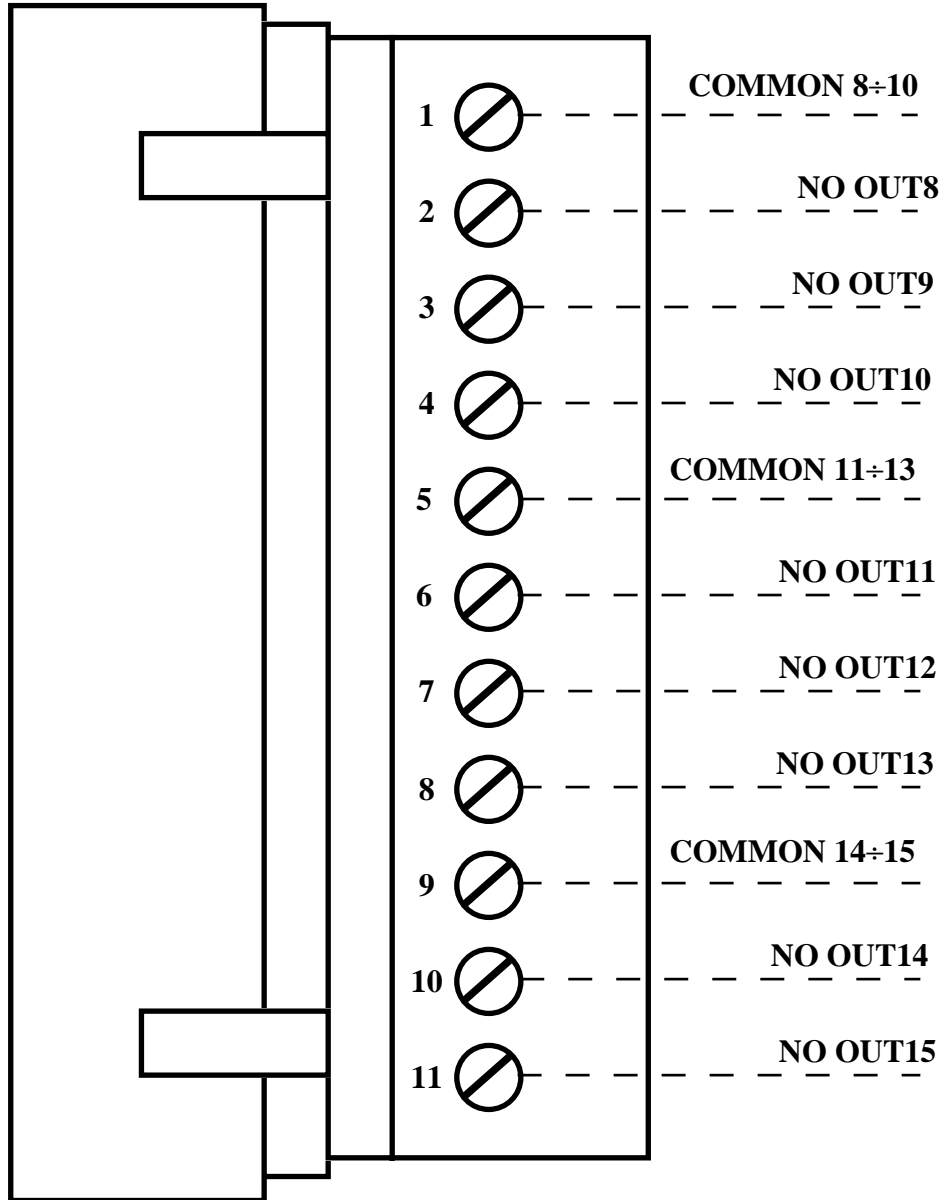 COMMON 8÷10
1
NO OUT8
2
NO OUT9
3
NO OUT10
4
COMMON 11÷13
5
NO OUT11
6
NO OUT12
7
NO OUT13
8
COMMON 14÷15
9
NO OUT14
10
NO OUT15
11